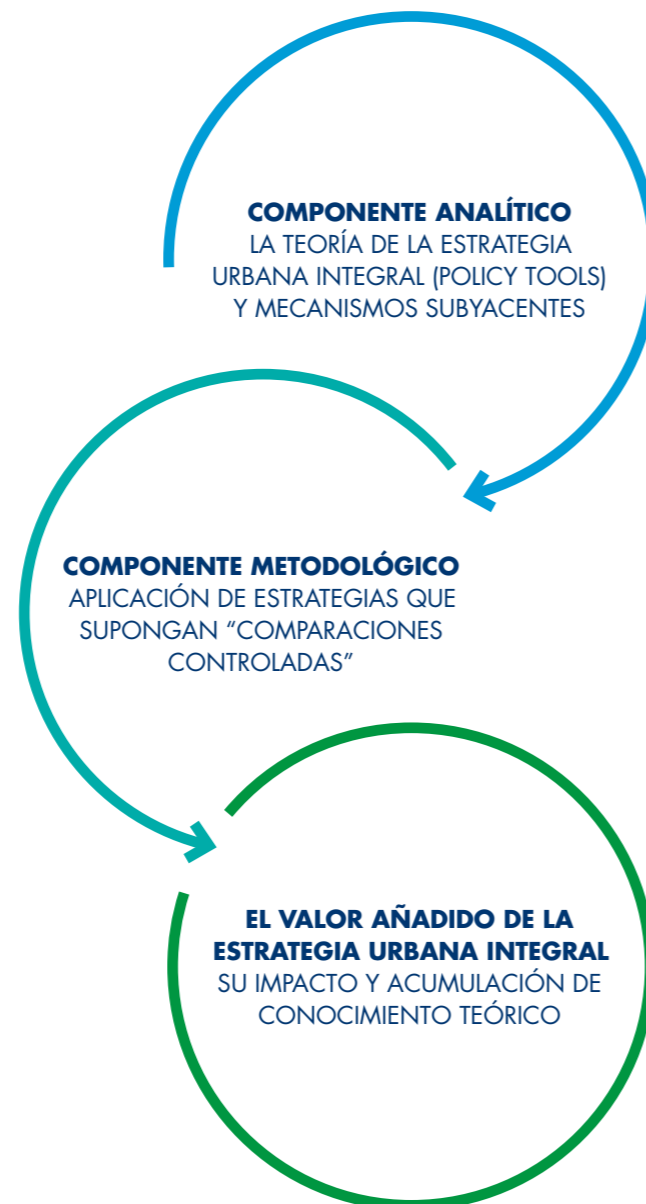 COMPONENTE ANALÍTICO
LA TEORÍA DE LA ESTRATEGIA
URBANA INTEGRAL (POLICY TOOLS)
Y MECANISMOS SUBYACENTES
COMPONENTE METODOLÓGICO
APLICACIÓN DE ESTRATEGIAS QUE
SUPONGAN “COMPARACIONES
CONTROLADAS”
EL VALOR AÑADIDO DE LA
ESTRATEGIA URBANA INTEGRAL
SU IMPACTO Y ACUMULACIÓN DE
CONOCIMIENTO TEÓRICO